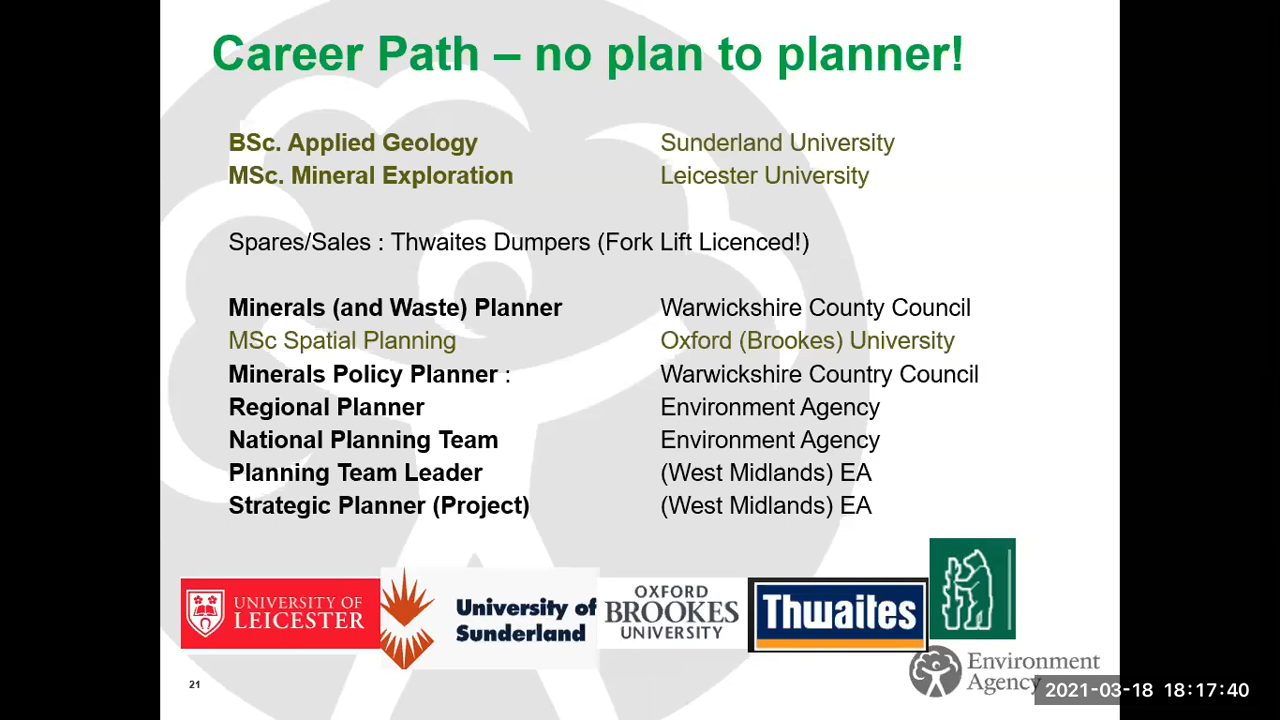 Career Path – no plan to planner!
BSc. Applied Geology Sunderland University
MSc. Mineral Exploration Leicester University
Spares/Sales : Thwaites Dumpers (Fork Lift Licenced!)
Minerals (and Waste) Planner Warwickshire County Council
MSc Spatial Planning Oxford (Brookes) University
Minerals Policy Planner : Warwickshire Country Council
Regional Planner Environment Agency
National Planning Team Environment Agency
Planning Team Leader (West Midlands) EA
Strategic Planner (Project) (West Midlands) EA
UNIVERSITY OF
LEICESTER
University of
Sunderland
OXFORD
BROOKES
UNIVERSITY
Thwaites
Environment
Agency
21
2021-03-18 18:17:40